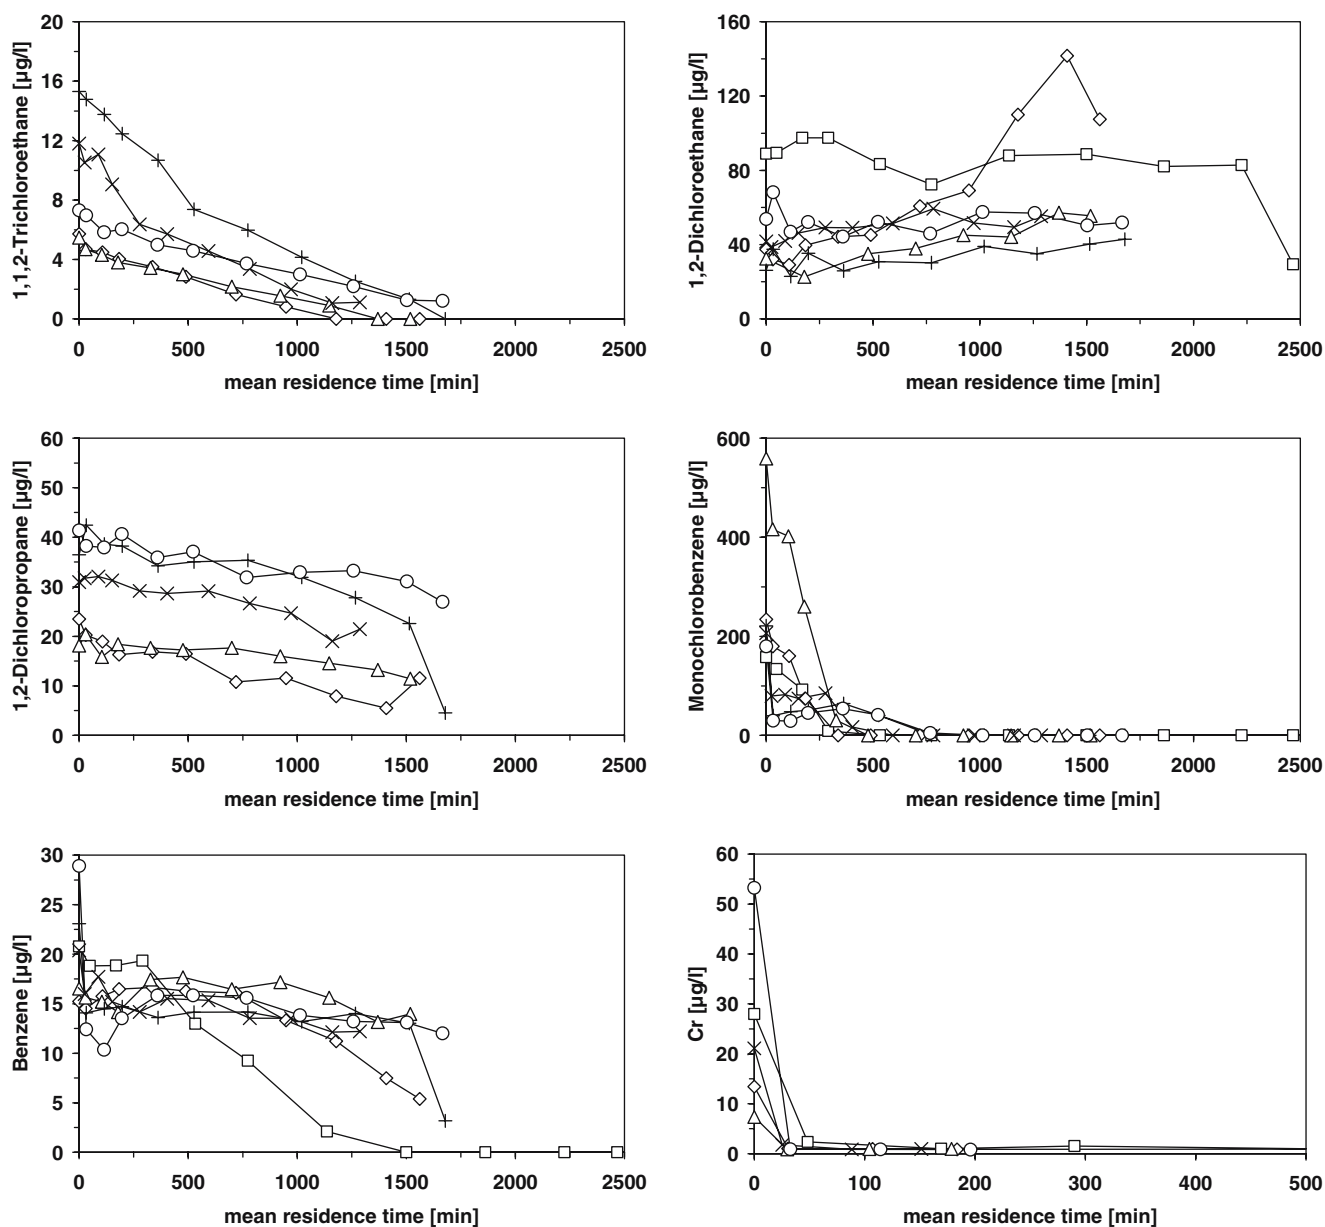 1,1,2-Trichloroethane [µg/l]
20
16
12
8
4
0
0 500 1000 1500 2000 2500
mean residence time [min]
1,2-Dichloroethane [µg/l]
160
120
80
40
0
0 500 1000 1500 2000 2500
mean residence time [min]
1,2-Dichloropropane [µg/l]
60
50
40
30
20
10
0
0 500 1000 1500 2000 2500
mean residence time [min]
Monochlorobenzene [µg/l]
600
400
200
0
0 500 1000 1500 2000 2500
mean residence time [min]
Benzene [µg/l]
30
25
20
15
10
5
0
0 500 1000 1500 2000 2500
mean residence time [min]
Cr [µg/l]
60
50
40
30
20
10
0
0 100 200 300 400 500
mean residence time [min]